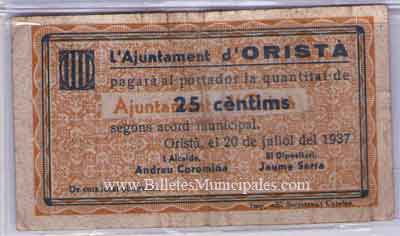 L'Ajuntament d'ORISTÀ
pagarà al portador la quantitat de
Ajuntament
25 cèntims
segons acord municipal.
Oristà, el 20 de juliol del 1937
L'Alcalde, El Dipositari,
Andreu Coromina Jaume Serra
www.BilletesMunicipales.com